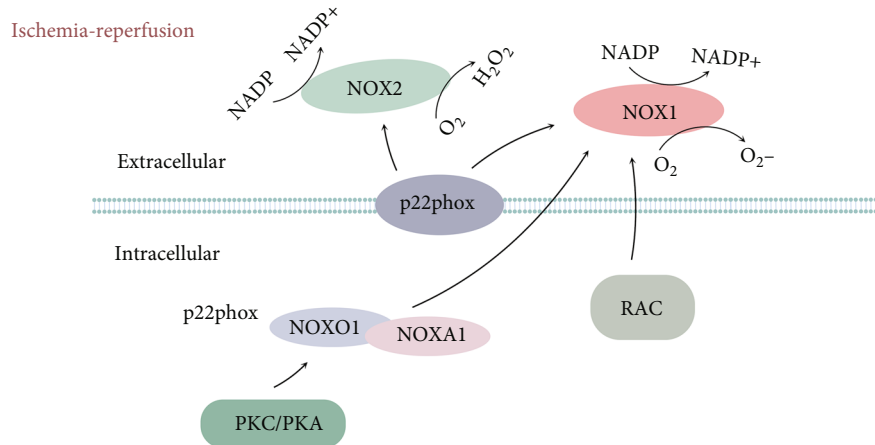 Ischemia-reperfusion
NADP
NADP+
NOX2
O₂
H₂O₂
NADP
NADP+
NOX1
O₂
O₂−
Extracellular
p22phox
Intracellular
p22phox
NOXO1
NOXA1
RAC
PKC/PKA